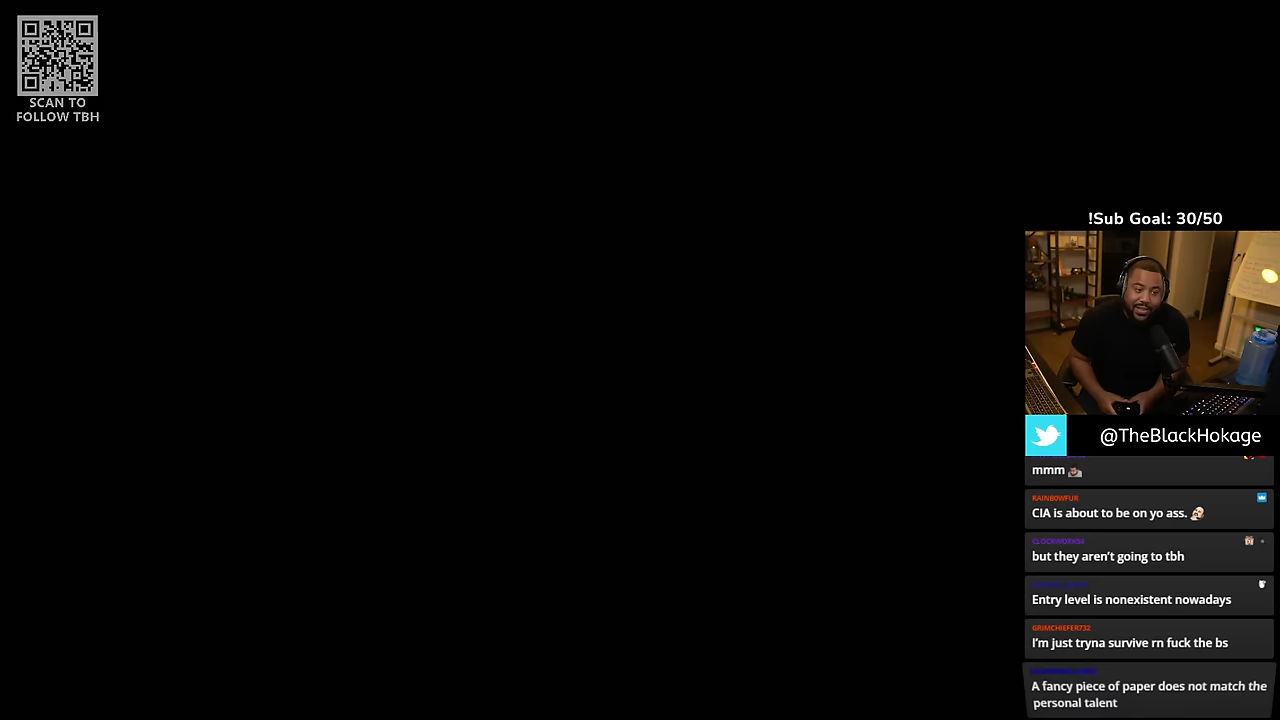 SCAN TO
FOLLOW TBH
!Sub Goal: 30/50
@TheBlackHokage
mmm
RAINB0WFUR
CIA is about to be on yo ass.
but they aren't going to tbh
Entry level is nonexistent nowadays
GRIMCHIEFER732
I'm just tryna survive rn fuck the bs
A fancy piece of paper does not match the
personal talent